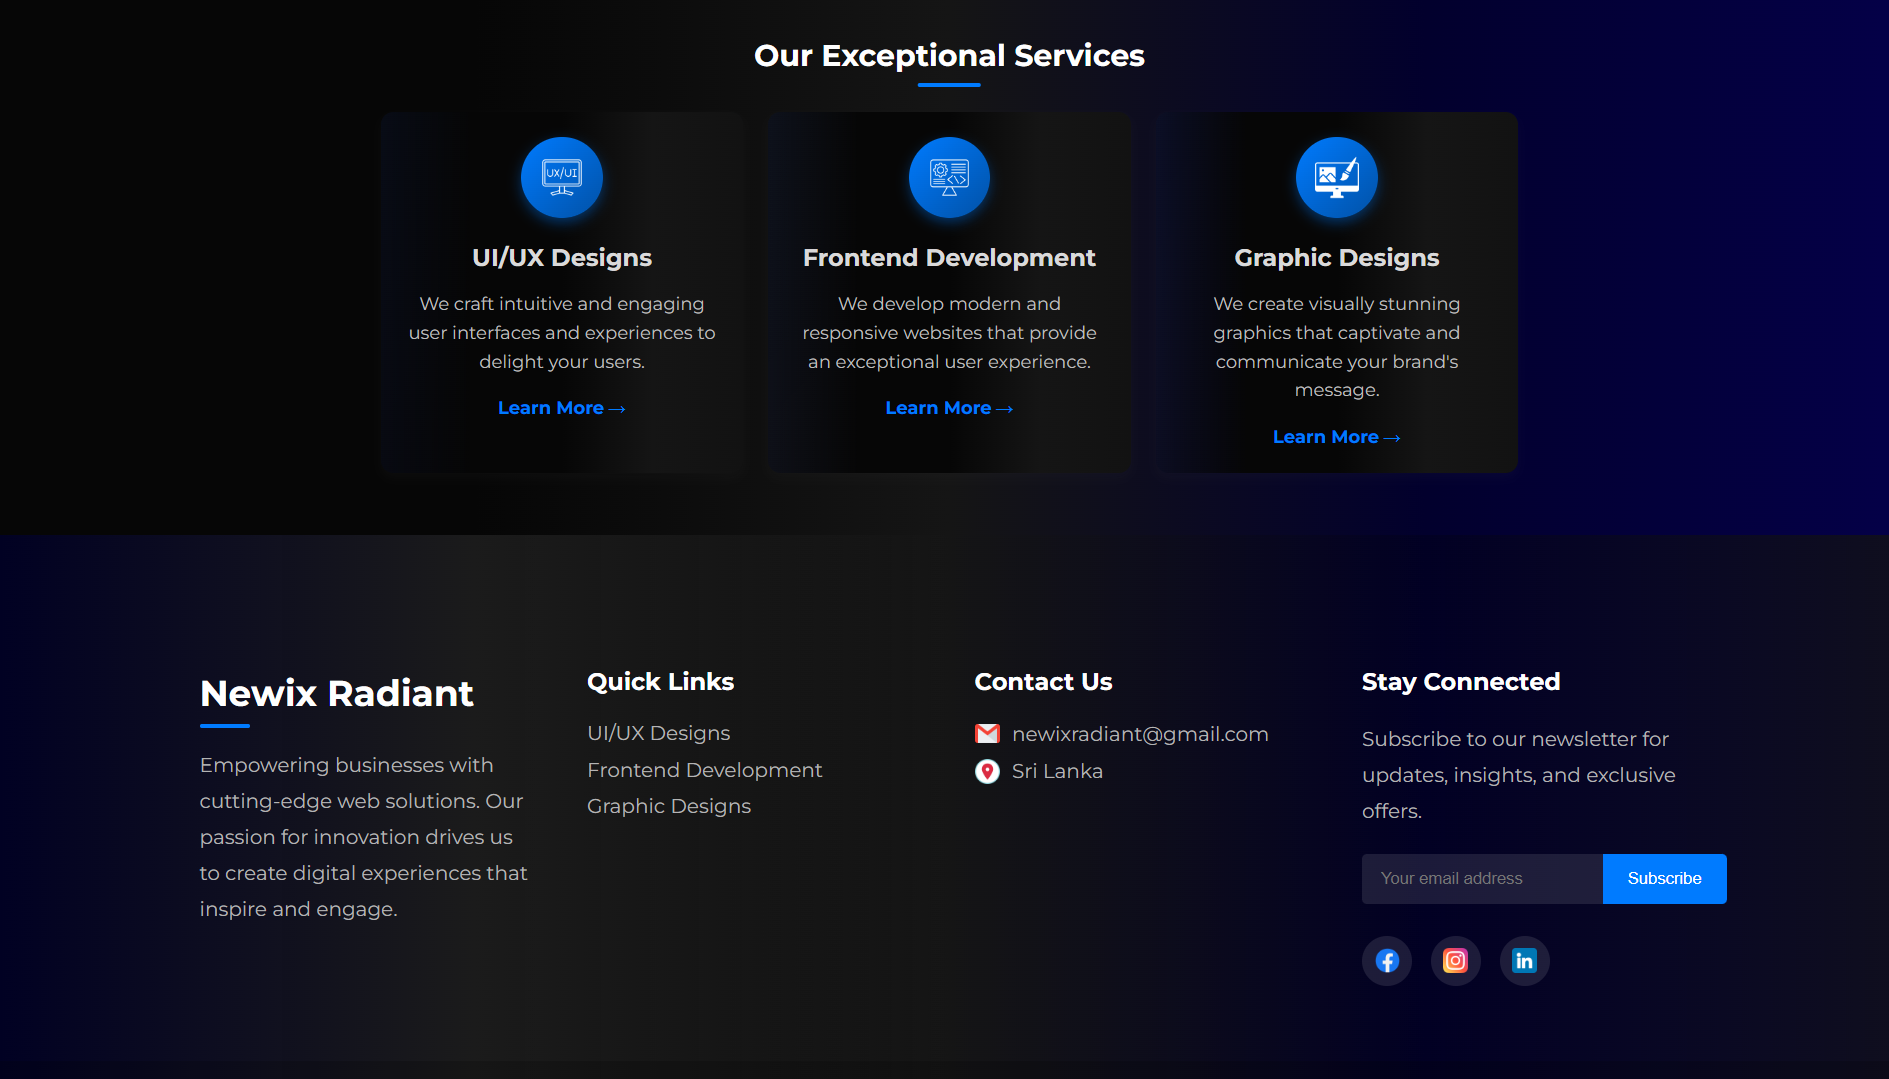 Our Exceptional Services
UX/UI
UI/UX Designs
We craft intuitive and engaging
user interfaces and experiences to
delight your users.
Learn More →
Frontend Development
We develop modern and
responsive websites that provide
an exceptional user experience.
Learn More →
Graphic Designs
We create visually stunning
graphics that captivate and
communicate your brand's
message.
Learn More →
Newix Radiant
Empowering businesses with
cutting-edge web solutions. Our
passion for innovation drives us
to create digital experiences that
inspire and engage.
Quick Links
UI/UX Designs
Frontend Development
Graphic Designs
Contact Us
newixradiant@gmail.com
Sri Lanka
Stay Connected
Subscribe to our newsletter for
updates, insights, and exclusive
offers.
Your email address
Subscribe